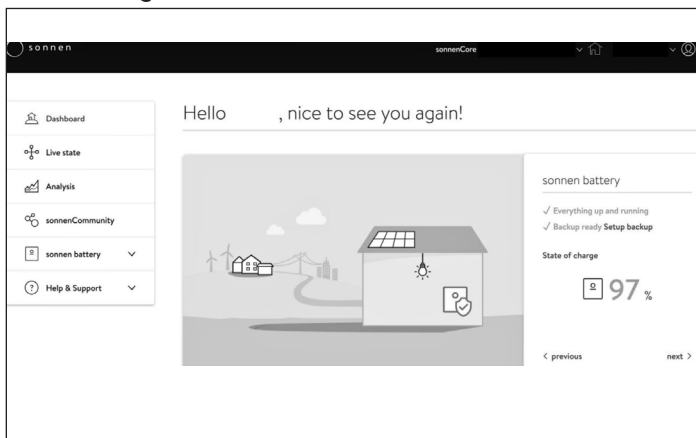 sonnen
sonnenCore
Dashboard
Live state
Analysis
sonnenCommunity
sonnen battery
Help & Support
Hello , nice to see you again!
sonnen battery
✓ Everything up and running
✓ Backup ready Setup backup
State of charge
97 %
< previous next >